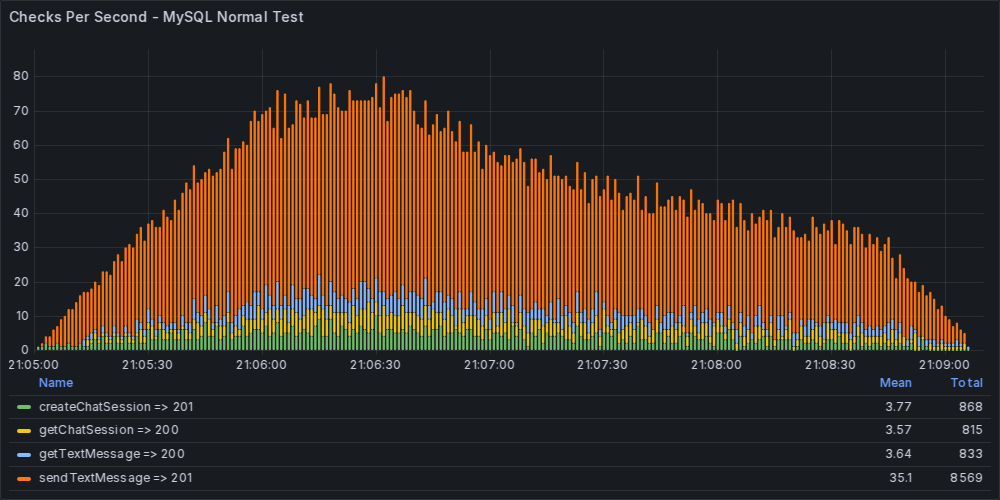 Checks Per Second - MySQL Normal Test
80
70
60
50
40
30
20
10
0
21:05:00 21:05:30 21:06:00 21:06:30 21:07:00 21:07:30 21:08:00 21:08:30 21:09:00
Name Mean Total
createChatSession => 201 3.77 868
getChatSession => 200 3.57 815
getTextMessage => 200 3.64 833
sendTextMessage => 201 35.1 8569